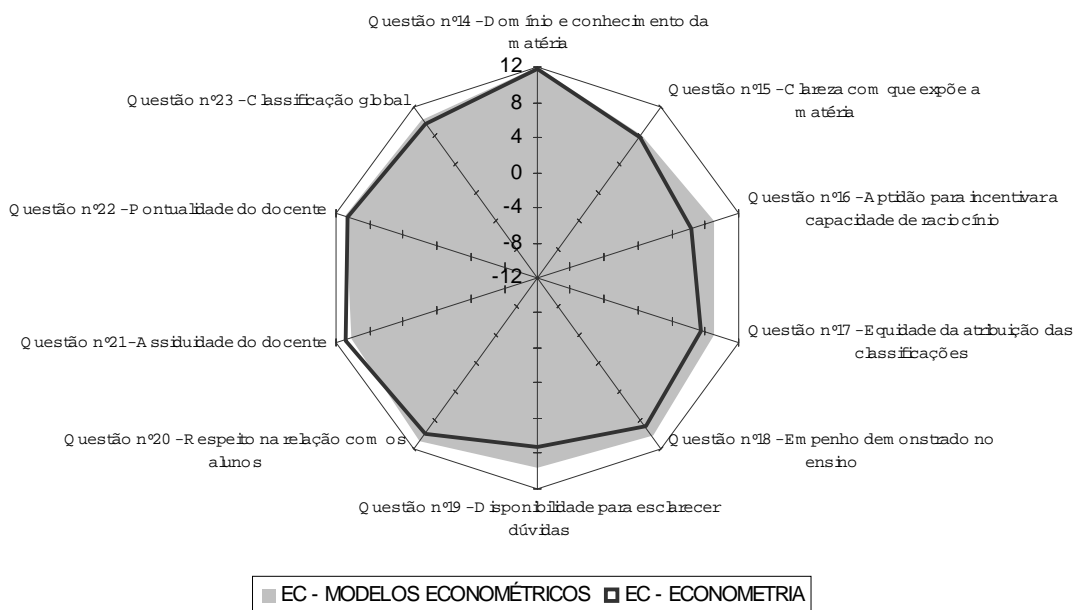 Questão nº14 - Domínio e conhecimento da
matéria
Questão nº15 - Clareza com que expõe a
matéria
Questão nº16 - Aptidão para incentivar a
capacidade de raciocínio
Questão nº17 - Equidade da atribuição das
classificações
Questão nº18 - Empenho demonstrado no
ensino
Questão nº19 - Disponibilidade para esclarecer
dúvidas
Questão nº20 - Respeito na relação com os
alunos
Questão nº21 - Assiduidade do docente
Questão nº22 - Pontualidade do docente
Questão nº23 - Classificação global
12
8
4
0
-4
-8
-12
EC - MODELOS ECONOMÉTRICOS EC - ECONOMETRIA